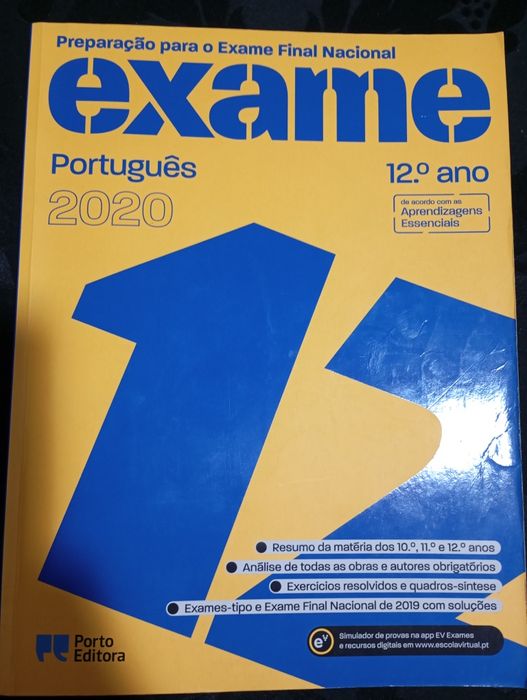 Preparação para o Exame Final Nacional
exame
Português
12.º ano
2020
de acordo com as
Aprendizagens
Essenciais
12
Resumo da matéria dos 10.º, 11.º e 12.º anos
Análise de todas as obras e autores obrigatórios
Exercícios resolvidos e quadros-síntese
Exames-tipo e Exame Final Nacional de 2019 com soluções
Porto
Editora
eV
Simulador de provas na app EV Exames
e recursos digitais em www.escolavirtual.pt